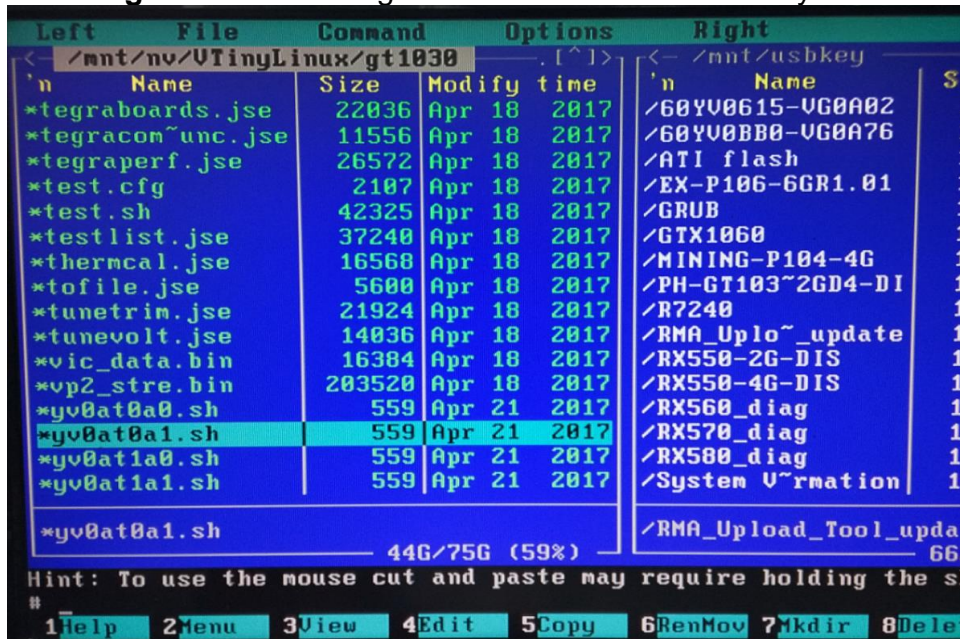 Left File Command Options Right
<- /mnt/nv/VTinyLinux/gt1030 .[^]> <- /mnt/usbkey
'n Name Size Modify time 'n Name S
*tegraboards.jse 22036 Apr 18 2017 /60YV0615-VG0A02
*tegracom~unc.jse 11556 Apr 18 2017 /60YV0BB0-VG0A76
*tegraperf.jse 26572 Apr 18 2017 /ATI flash
*test.cfg 2107 Apr 18 2017 /EX-P106-6GR1.01
*test.sh 42325 Apr 18 2017 /GRUB
*testlist.jse 37240 Apr 18 2017 /GTX1060
*thermcal.jse 16568 Apr 18 2017 /MINING-P104-4G
*tofile.jse 5600 Apr 18 2017 /PH-GT103~2GD4-DI
*tunetrim.jse 21924 Apr 18 2017 /R7240
*tunevolt.jse 14036 Apr 18 2017 /RMA_Uplo~_update
*vic_data.bin 16384 Apr 18 2017 /RX550-2G-DIS
*vp2_stre.bin 203520 Apr 18 2017 /RX550-4G-DIS
*yv0at0a0.sh 559 Apr 21 2017 /RX560_diag
*yv0at0a1.sh 559 Apr 21 2017 /RX570_diag
*yv0at1a0.sh 559 Apr 21 2017 /RX580_diag
*yv0at1a1.sh 559 Apr 21 2017 /System V~rmation
*yv0at0a1.sh /RMA_Upload_Tool_upda
44G/75G (59%) 66
Hint: To use the mouse cut and paste may require holding the s
# _
1Help 2Menu 3View 4Edit 5Copy 6RenMov 7Mkdir 8Dele